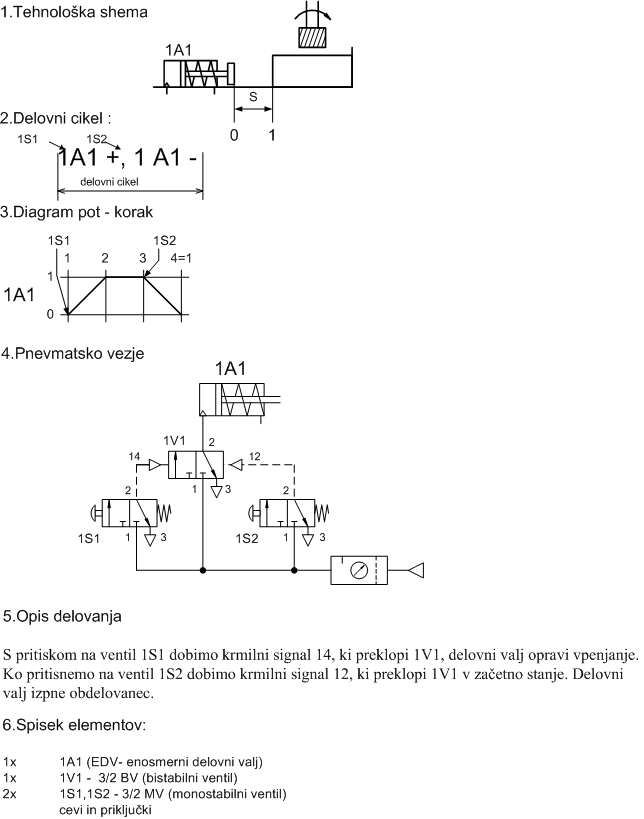 1.Tehnološka shema
1A1
S
0 1
2.Delovni cikel :
1S1 1S2
1A1 +, 1 A1 -
delovni cikel
3.Diagram pot - korak
1S1 1S2
1 2 3 4=1
1
1A1
0
4.Pnevmatsko vezje
1A1
1V1 2
14 12
1 3
2 2
1S1 1 3 1S2 1 3
5.Opis delovanja
S pritiskom na ventil 1S1 dobimo krmilni signal 14, ki preklopi 1V1, delovni valj opravi vpenjanje.
Ko pritisnemo na ventil 1S2 dobimo krmilni signal 12, ki preklopi 1V1 v začetno stanje. Delovni
valj izpne obdelovanec.
6.Spisek elementov:
1x 1A1 (EDV- enosmerni delovni valj)
1x 1V1 - 3/2 BV (bistabilni ventil)
2x 1S1,1S2 - 3/2 MV (monostabilni ventil)
cevi in priključki